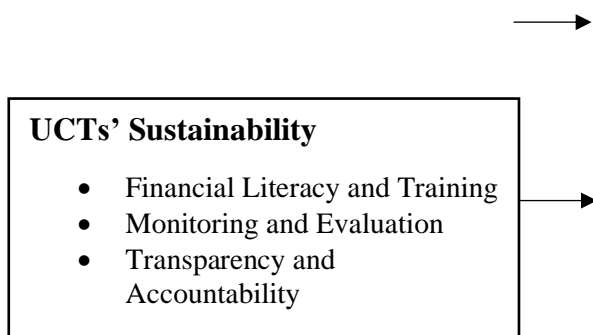 UCTs’ Sustainability
• Financial Literacy and Training
• Monitoring and Evaluation
• Transparency and
Accountability